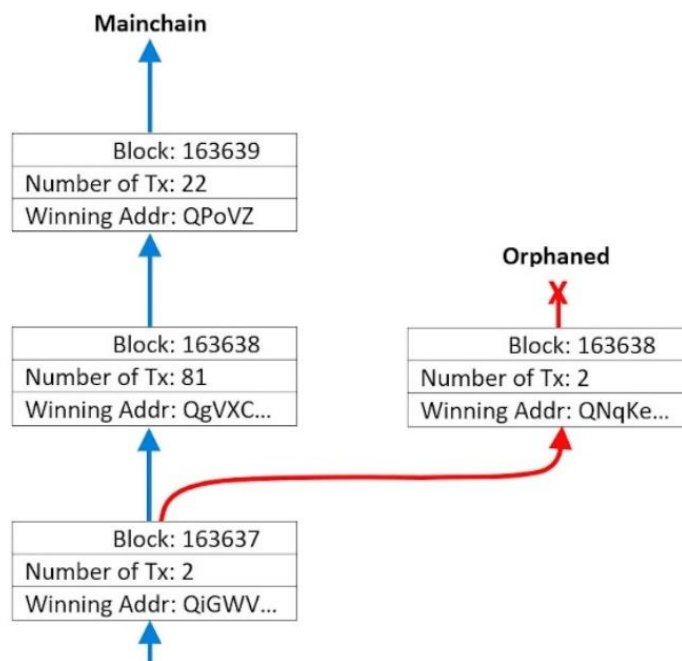 Mainchain
Block: 163639
Number of Tx: 22
Winning Addr: QPoVZ
Orphaned
X
Block: 163638
Number of Tx: 81
Winning Addr: QgVXC...
Block: 163638
Number of Tx: 2
Winning Addr: QNqKe...
Block: 163637
Number of Tx: 2
Winning Addr: QiGWV...